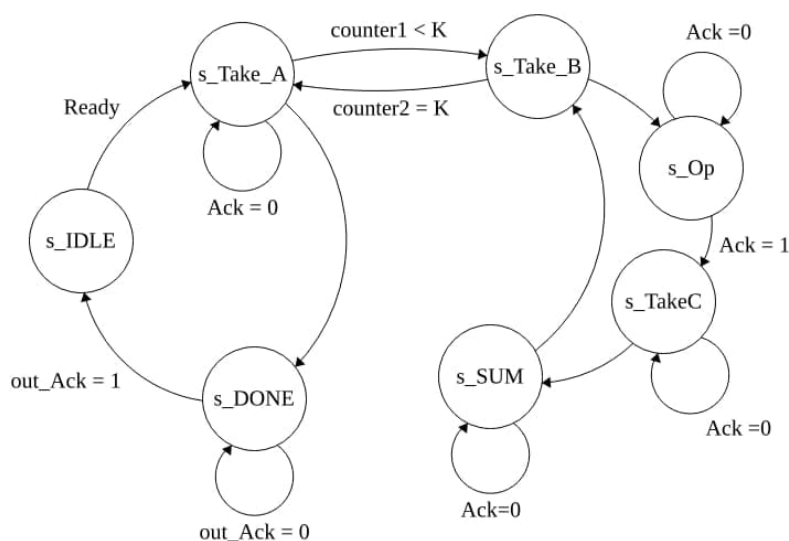 counter1 < K
Ack =0
s_Take_A
s_Take_B
Ready
counter2 = K
s_Op
Ack = 0
s_IDLE
Ack = 1
s_TakeC
out_Ack = 1
s_DONE
s_SUM
Ack =0
Ack=0
out_Ack = 0